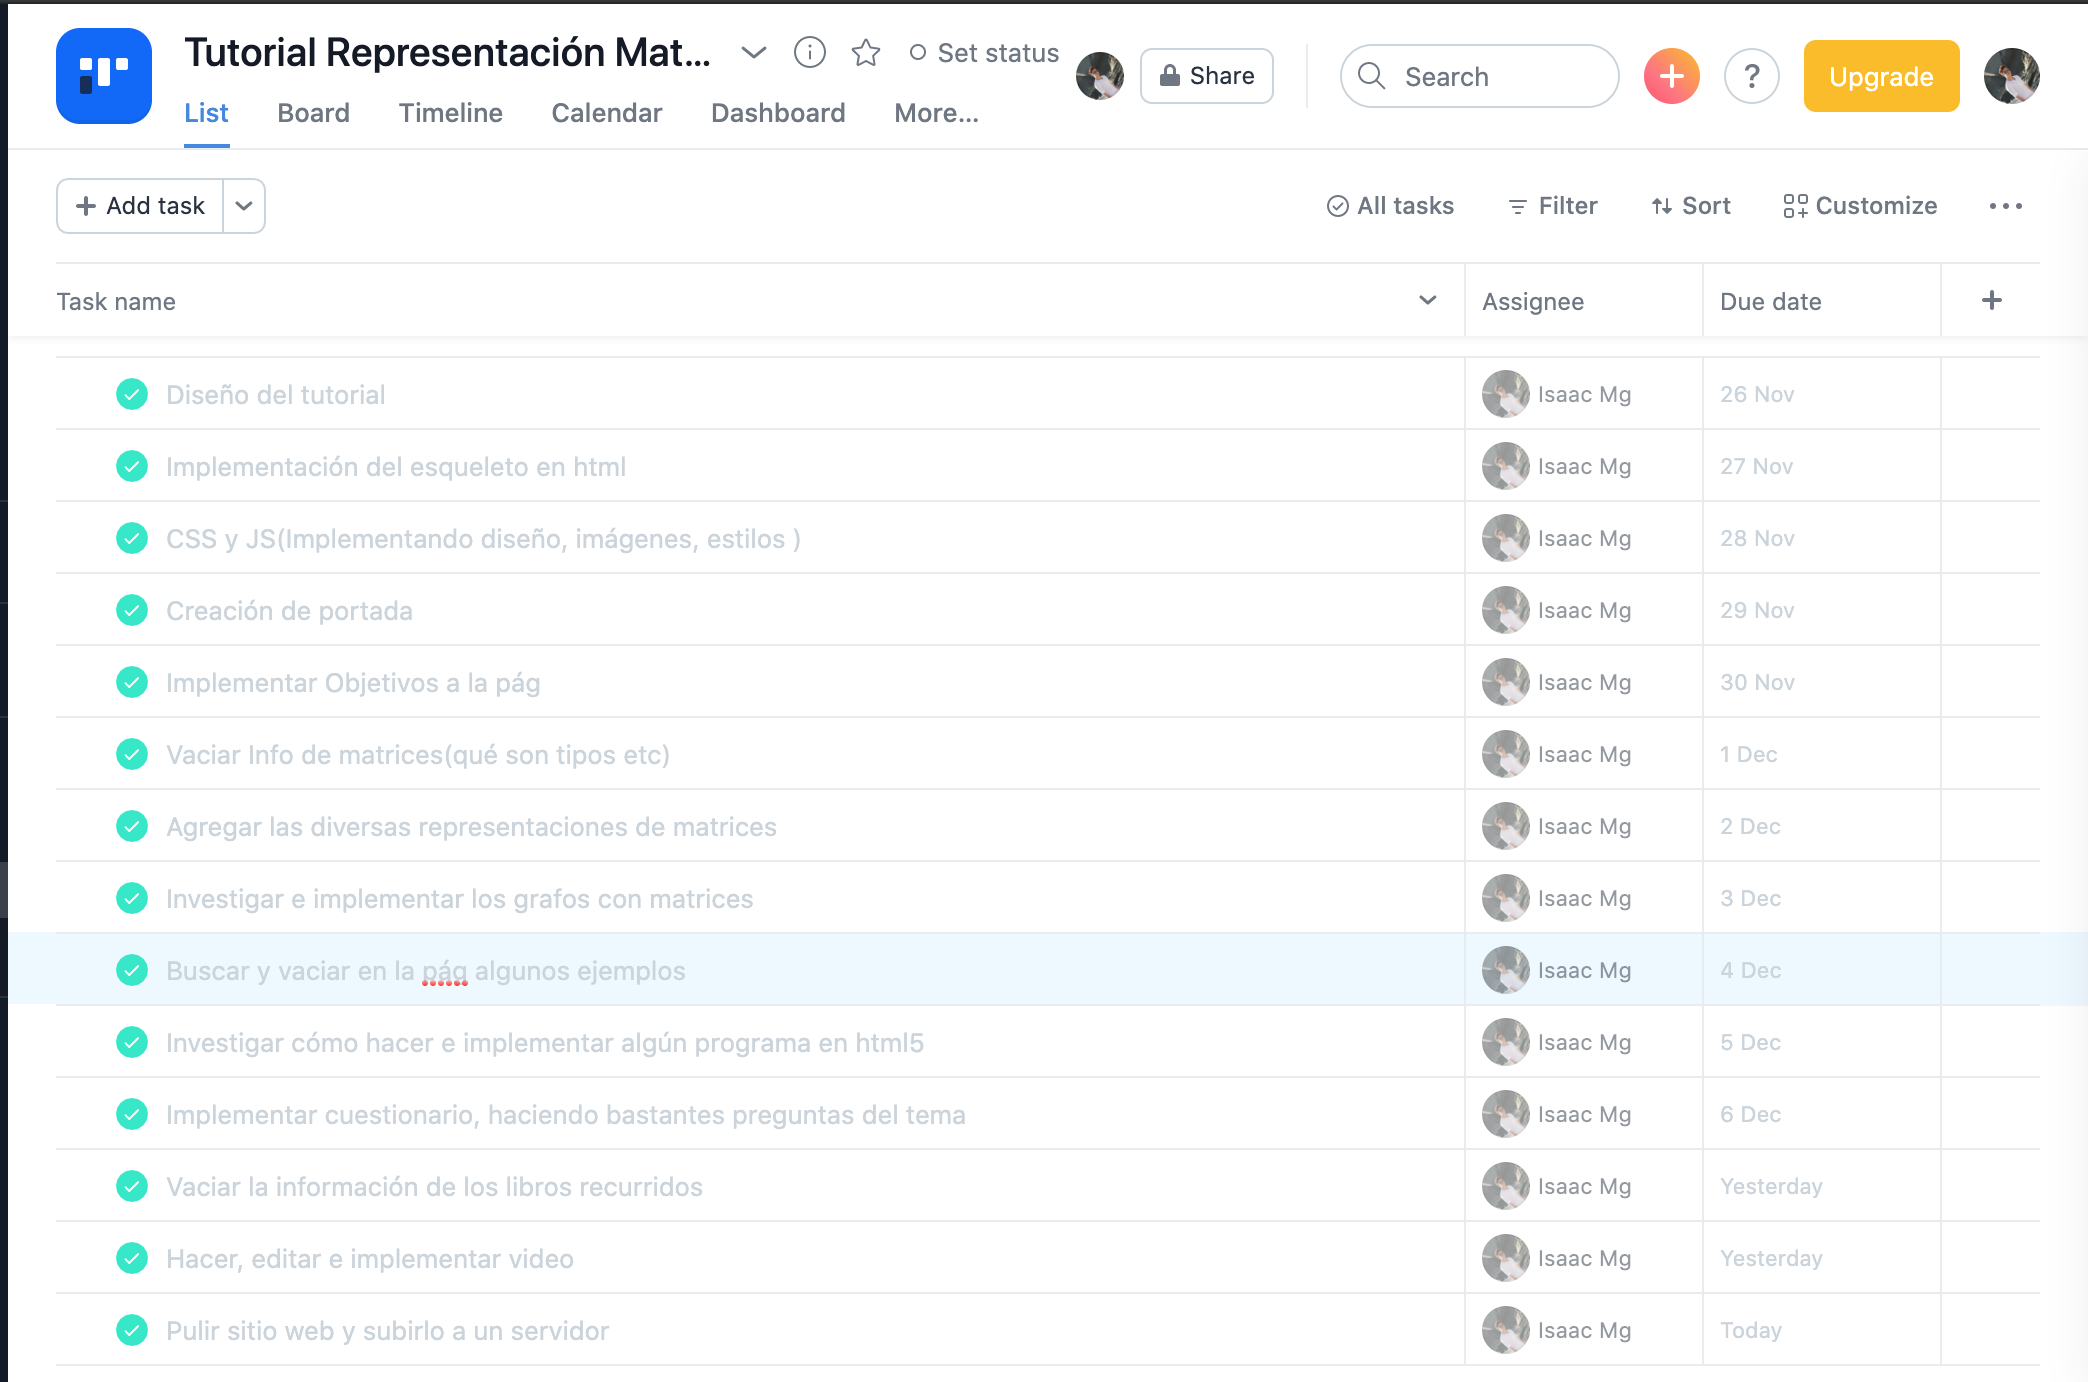 Tutorial Representación Mat...
Set status
Share
Search
?
Upgrade
List Board Timeline Calendar Dashboard More...
Add task
All tasks Filter Sort Customize
Task name Assignee Due date
Diseño del tutorial Isaac Mg 26 Nov
Implementación del esqueleto en html Isaac Mg 27 Nov
CSS y JS(Implementando diseño, imágenes, estilos ) Isaac Mg 28 Nov
Creación de portada Isaac Mg 29 Nov
Implementar Objetivos a la pág Isaac Mg 30 Nov
Vaciar Info de matrices(qué son tipos etc) Isaac Mg 1 Dec
Agregar las diversas representaciones de matrices Isaac Mg 2 Dec
Investigar e implementar los grafos con matrices Isaac Mg 3 Dec
Buscar y vaciar en la pág algunos ejemplos Isaac Mg 4 Dec
Investigar cómo hacer e implementar algún programa en html5 Isaac Mg 5 Dec
Implementar cuestionario, haciendo bastantes preguntas del tema Isaac Mg 6 Dec
Vaciar la información de los libros recurridos Isaac Mg Yesterday
Hacer, editar e implementar video Isaac Mg Yesterday
Pulir sitio web y subirlo a un servidor Isaac Mg Today